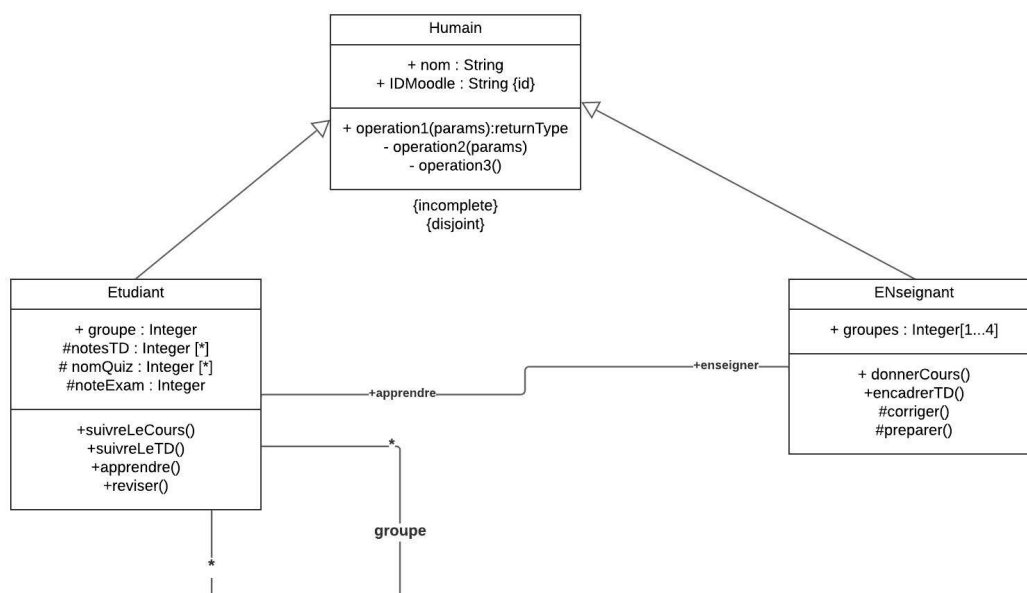 Humain
+ nom : String
+ IDMoodle : String {id}
+ operation1(params):returnType
- operation2(params)
- operation3()
{incomplete}
{disjoint}
Etudiant
+ groupe : Integer
#notesTD : Integer [*]
# nomQuiz : Integer [*]
#noteExam : Integer
+suivreLeCours()
+suivreLeTD()
+apprendre()
+reviser()
ENseignant
+ groupes : Integer[1...4]
+ donnerCours()
+encadrerTD()
#corriger()
#preparer()
+enseigner
+apprendre
*
groupe
*